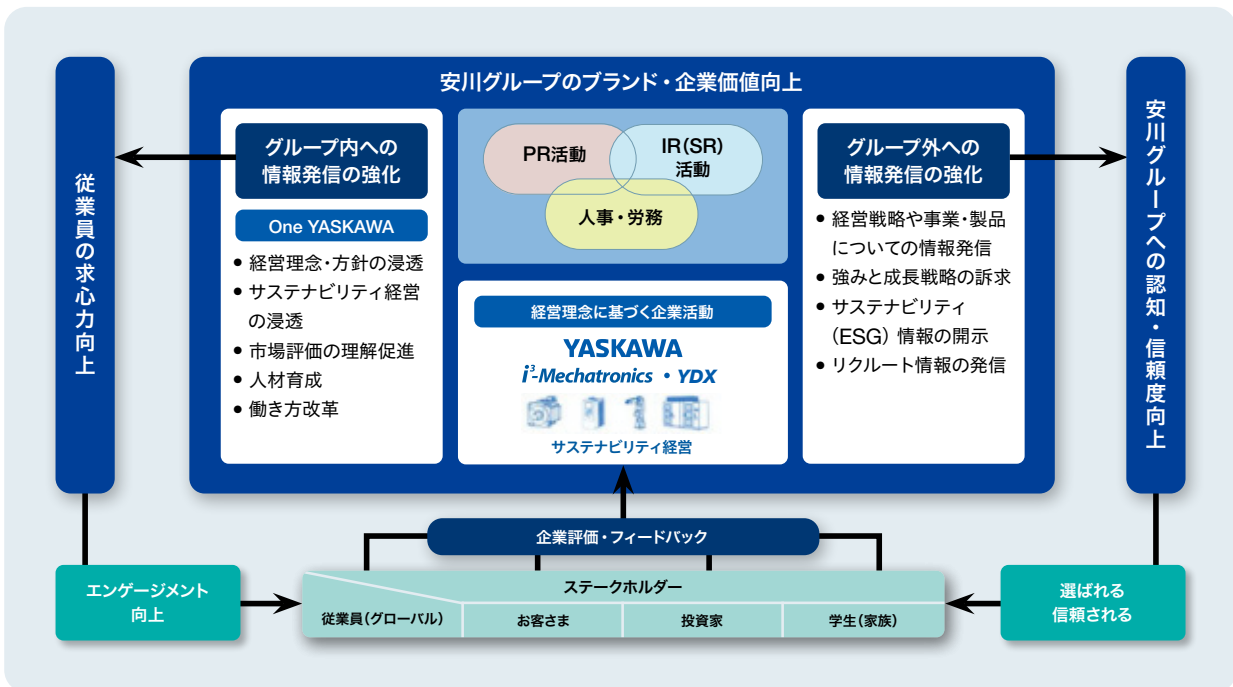 安川グループのブランド・企業価値向上
従業員の求心力向上
グループ内への
情報発信の強化
One YASKAWA
• 経営理念・方針の浸透
• サステナビリティ経営
の浸透
• 市場評価の理解促進
• 人材育成
• 働き方改革
PR活動
IR(SR)
活動
人事・労務
経営理念に基づく企業活動
YASKAWA
i³-Mechatronics・YDX
サステナビリティ経営
グループ外への
情報発信の強化
• 経営戦略や事業・製品
についての情報発信
• 強みと成長戦略の訴求
• サステナビリティ
(ESG) 情報の開示
• リクルート情報の発信
安川グループへの認知・信頼度向上
企業評価・フィードバック
エンゲージメント
向上
ステークホルダー
従業員(グローバル)
お客さま
投資家
学生(家族)
選ばれる
信頼される